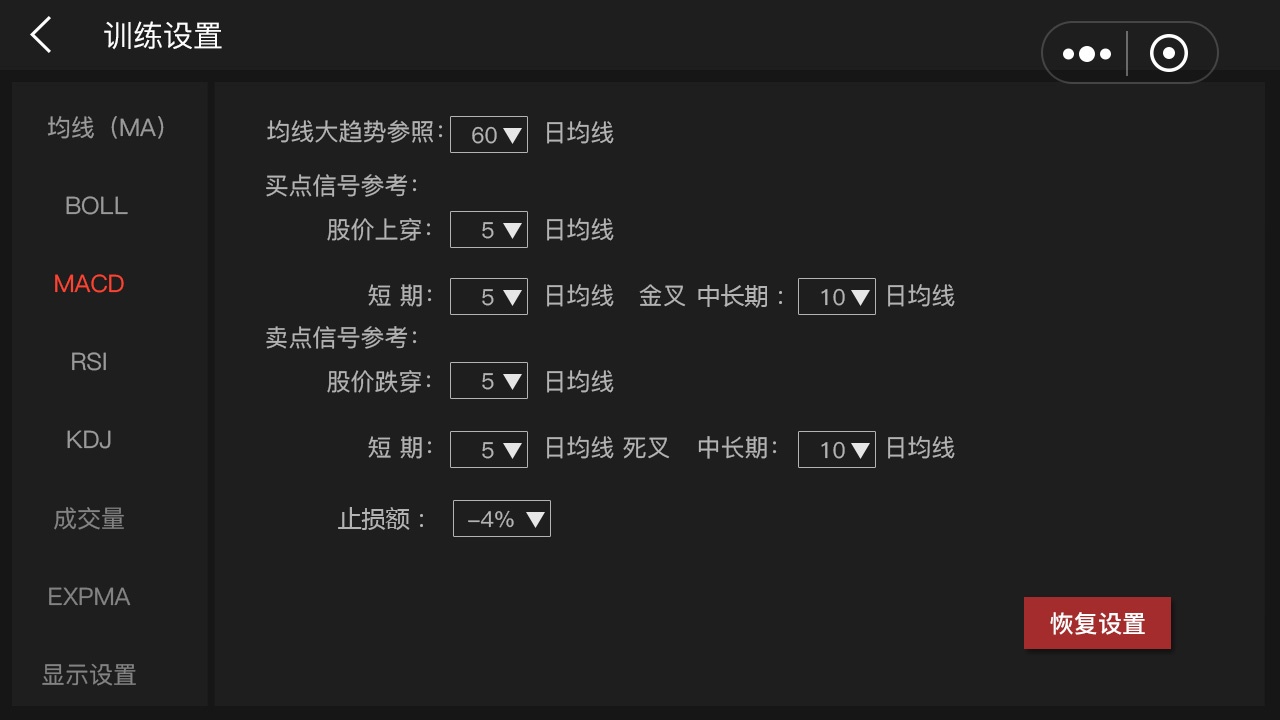 训练设置
均线（MA）
BOLL
MACD
RSI
KDJ
成交量
EXPMA
显示设置
均线大趋势参照： 60 日均线
买点信号参考：
股价上穿： 5 日均线
短 期： 5 日均线 金叉 中长期： 10 日均线
卖点信号参考：
股价跌穿： 5 日均线
短 期： 5 日均线 死叉 中长期： 10 日均线
止损额： -4%
恢复设置